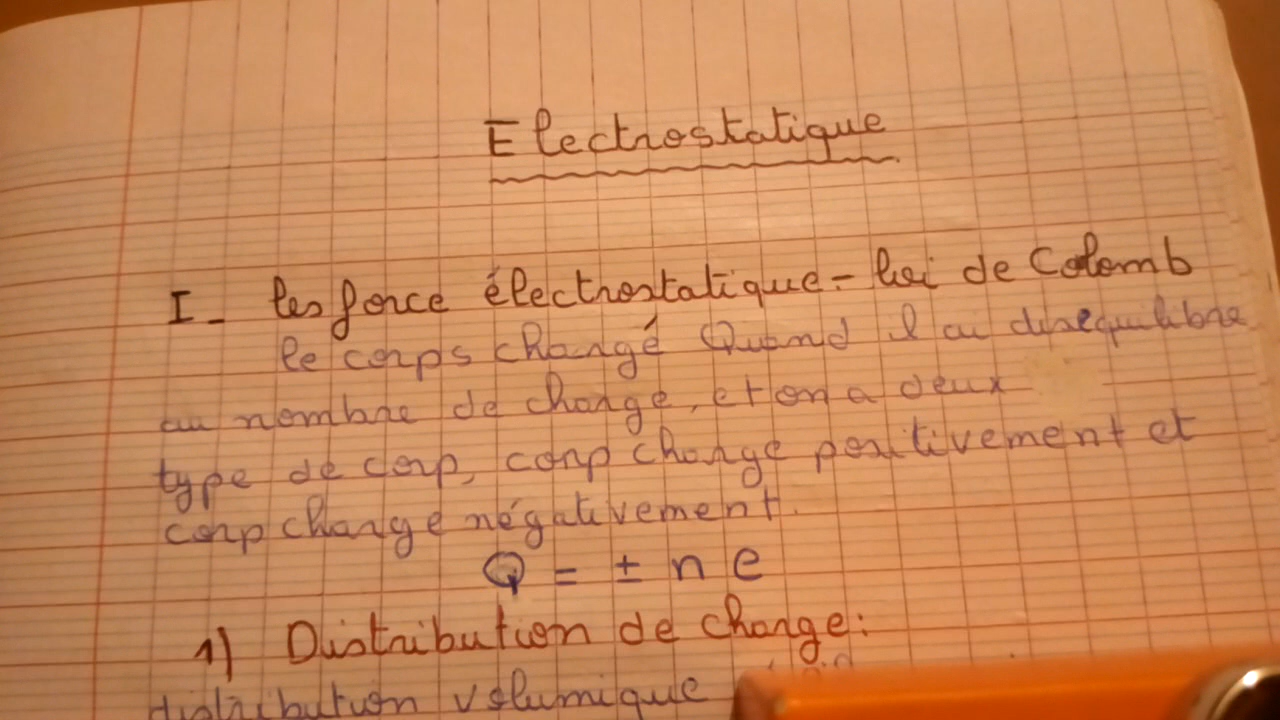 Electrostatique
I_ les force électrostatique - loi de Colomb
le corps chargé Quand il au disequilibre
au nombre de charge, et on a deux
type de corp, corp charge positivement et
corp charge négativement.
Q = ± n e
1) Distribution de charge:
distribution volumique